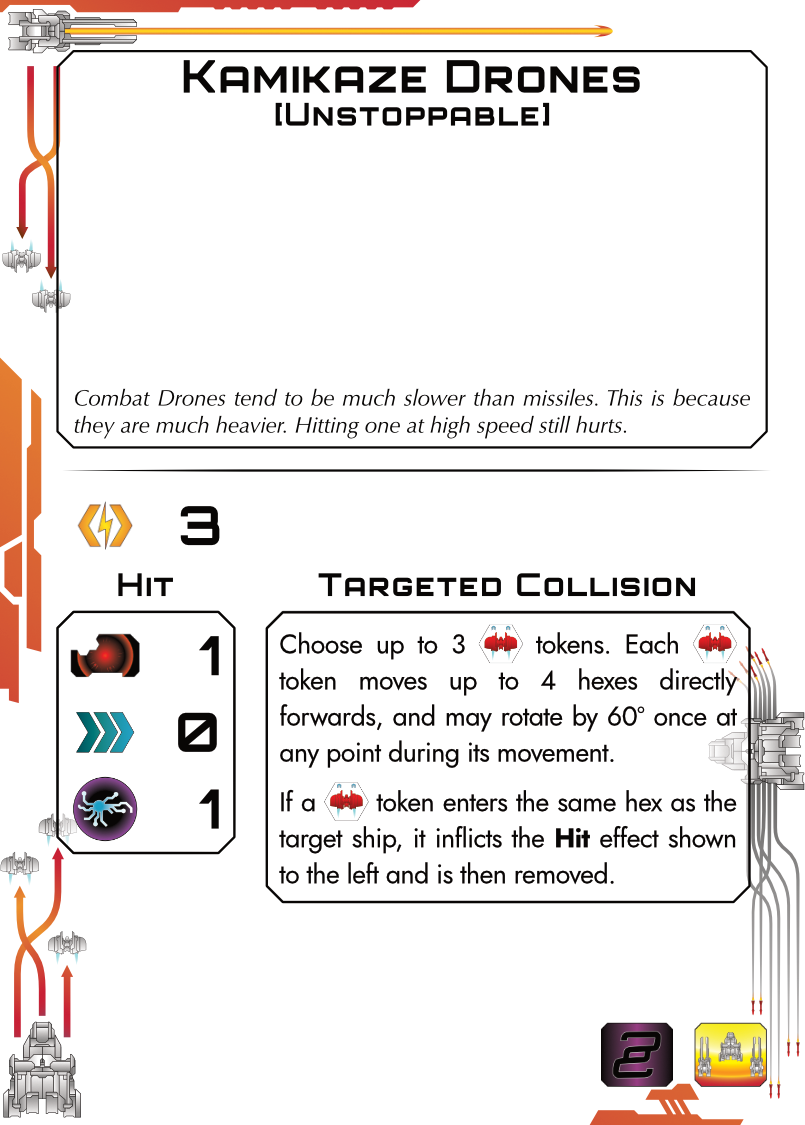 Kamikaze Drones
[Unstoppable]
Combat Drones tend to be much slower than missiles. This is because
they are much heavier. Hitting one at high speed still hurts.
3
Hit
1
0
1
Targeted Collision
Choose up to 3 tokens. Each
token moves up to 4 hexes directly
forwards, and may rotate by 60° once at
any point during its movement.
If a token enters the same hex as the
target ship, it inflicts the Hit effect shown
to the left and is then removed.
2